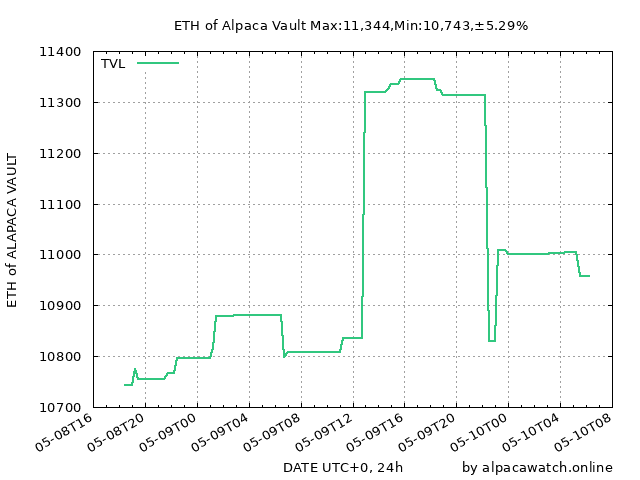 ETH of Alpaca Vault Max:11,344,Min:10,743,±5.29%
TVL
11400
11300
11200
11100
11000
10900
10800
10700
ETH of ALAPACA VAULT
05-08T16
05-08T20
05-09T00
05-09T04
05-09T08
05-09T12
05-09T16
05-09T20
05-10T00
05-10T04
05-10T08
DATE UTC+0, 24h
by alpacawatch.online